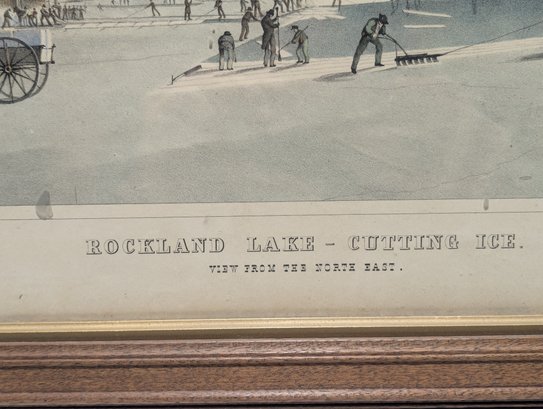 ROCKLAND LAKE - CUTTING ICE.
VIEW FROM THE NORTH EAST.